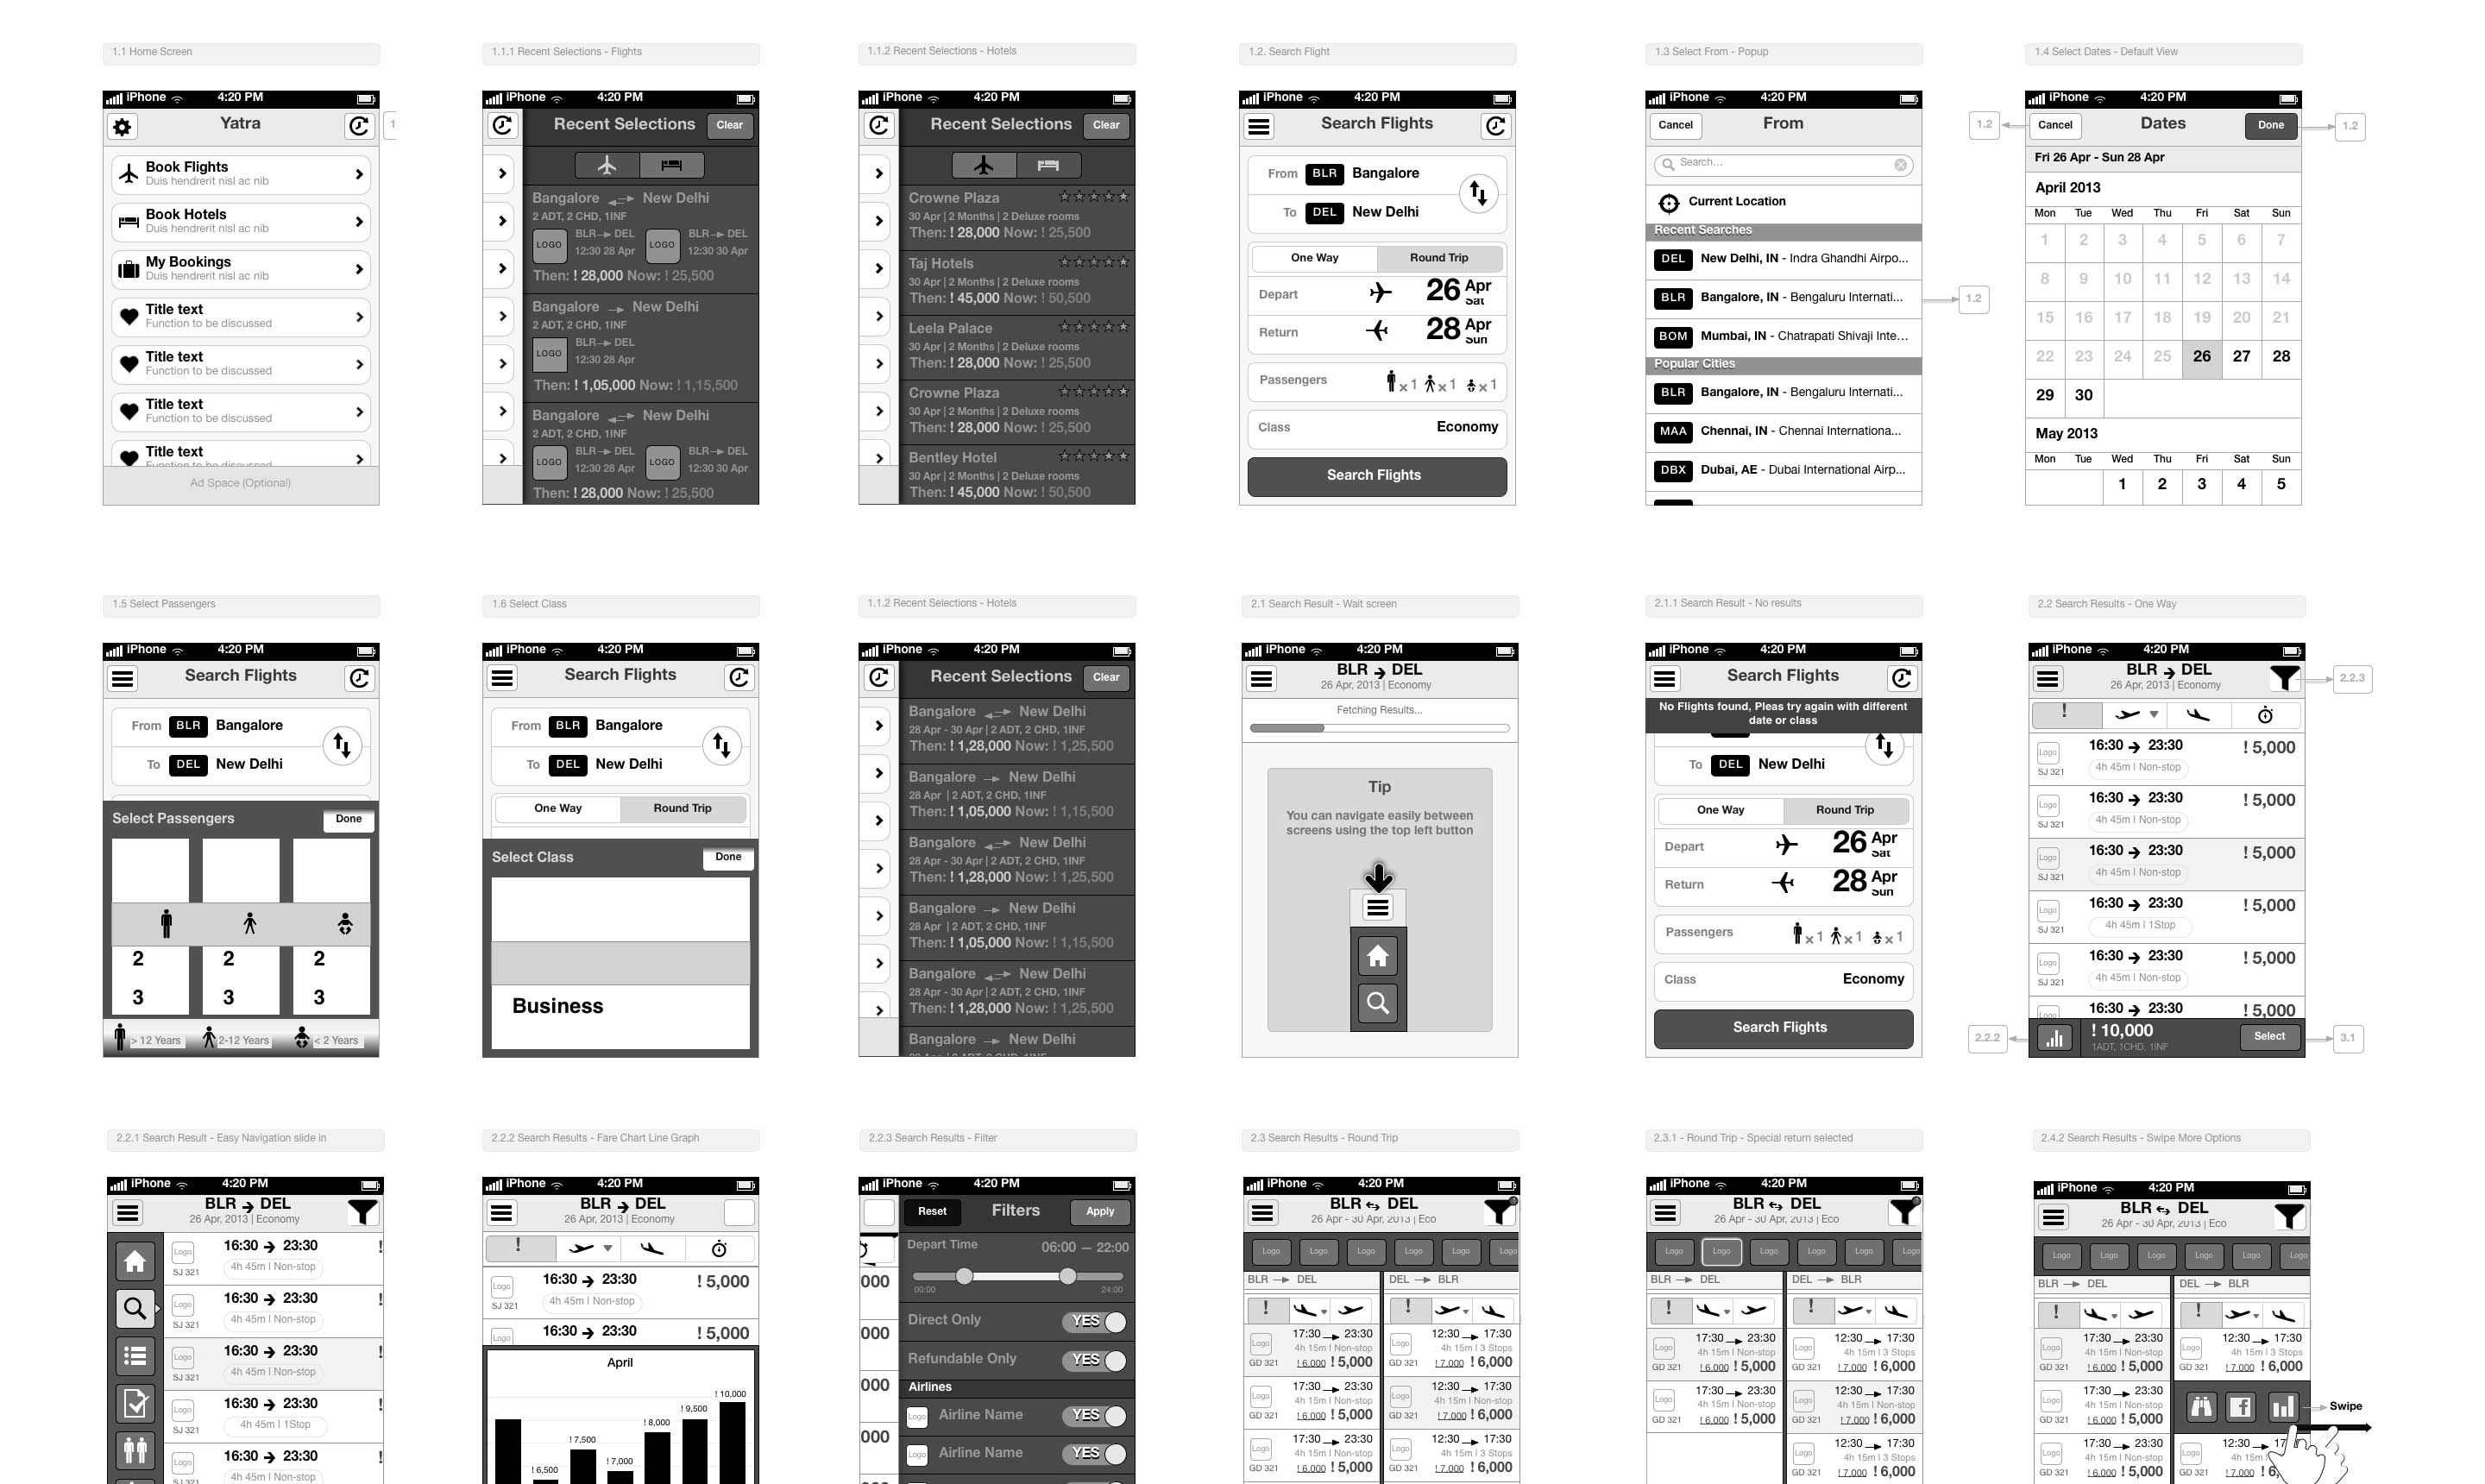 1.1 Home Screen
iPhone 4:20 PM
Yatra
1
Book Flights
Duis hendrerit nisl ac nib
Book Hotels
Duis hendrerit nisl ac nib
My Bookings
Duis hendrerit nisl ac nib
Title text
Function to be discussed
Title text
Function to be discussed
Title text
Function to be discussed
Title text
Function to be discussed
Ad Space (Optional)
1.1.1 Recent Selections - Flights
iPhone 4:20 PM
Recent Selections Clear
Bangalore New Delhi
2 ADT, 2 CHD, 1INF
LOGO BLR DEL LOGO BLR DEL
12:30 28 Apr 12:30 30 Apr
Then: ! 28,000 Now: ! 25,500
Bangalore New Delhi
2 ADT, 2 CHD, 1INF
LOGO BLR DEL
12:30 28 Apr
Then: ! 1,05,000 Now: ! 1,15,500
Bangalore New Delhi
2 ADT, 2 CHD, 1INF
LOGO BLR DEL LOGO BLR DEL
12:30 28 Apr 12:30 30 Apr
Then: ! 28,000 Now: ! 25,500
1.1.2 Recent Selections - Hotels
iPhone 4:20 PM
Recent Selections Clear
Crowne Plaza
30 Apr | 2 Months | 2 Deluxe rooms
Then: ! 28,000 Now: ! 25,500
Taj Hotels
30 Apr | 2 Months | 2 Deluxe rooms
Then: ! 45,000 Now: ! 50,500
Leela Palace
30 Apr | 2 Months | 2 Deluxe rooms
Then: ! 28,000 Now: ! 25,500
Crowne Plaza
30 Apr | 2 Months | 2 Deluxe rooms
Then: ! 28,000 Now: ! 25,500
Bentley Hotel
30 Apr | 2 Months | 2 Deluxe rooms
Then: ! 45,000 Now: ! 50,500
1.2. Search Flight
iPhone 4:20 PM
Search Flights
From BLR Bangalore
To DEL New Delhi
One Way Round Trip
Depart 26 Apr Sat
Return 28 Apr Sun
Passengers x 1 x 1 x 1
Class Economy
Search Flights
1.3 Select From - Popup
iPhone 4:20 PM
Cancel From
Search...
Current Location
Recent Searches
DEL New Delhi, IN - Indra Ghandhi Airpo...
BLR Bangalore, IN - Bengaluru Internati...
1.2
BOM Mumbai, IN - Chatrapati Shivaji Inte...
Popular Cities
BLR Bangalore, IN - Bengaluru Internati...
MAA Chennai, IN - Chennai Internationa...
DBX Dubai, AE - Dubai International Airp...
1.4 Select Dates - Default View
iPhone 4:20 PM
1.2 Cancel Dates Done 1.2
Fri 26 Apr - Sun 28 Apr
April 2013
Mon Tue Wed Thu Fri Sat Sun
1 2 3 4 5 6 7
8 9 10 11 12 13 14
15 16 17 18 19 20 21
22 23 24 25 26 27 28
29 30
May 2013
Mon Tue Wed Thu Fri Sat Sun
1 2 3 4 5
1.5 Select Passengers
iPhone 4:20 PM
Search Flights
From BLR Bangalore
To DEL New Delhi
Select Passengers Done
2 2 2
3 3 3
> 12 Years 2-12 Years < 2 Years
1.6 Select Class
iPhone 4:20 PM
Search Flights
From BLR Bangalore
To DEL New Delhi
One Way Round Trip
Select Class Done
Business
1.1.2 Recent Selections - Hotels
iPhone 4:20 PM
Recent Selections Clear
Bangalore New Delhi
28 Apr - 30 Apr | 2 ADT, 2 CHD, 1INF
Then: ! 1,28,000 Now: ! 1,25,500
Bangalore New Delhi
28 Apr | 2 ADT, 2 CHD, 1INF
Then: ! 1,05,000 Now: ! 1,15,500
Bangalore New Delhi
28 Apr - 30 Apr | 2 ADT, 2 CHD, 1INF
Then: ! 1,28,000 Now: ! 1,25,500
Bangalore New Delhi
28 Apr | 2 ADT, 2 CHD, 1INF
Then: ! 1,05,000 Now: ! 1,15,500
Bangalore New Delhi
28 Apr - 30 Apr | 2 ADT, 2 CHD, 1INF
Then: ! 1,28,000 Now: ! 1,25,500
Bangalore New Delhi
2.1 Search Result - Wait screen
iPhone 4:20 PM
BLR DEL
26 Apr, 2013 | Economy
Fetching Results...
Tip
You can navigate easily between
screens using the top left button
2.1.1 Search Result - No results
iPhone 4:20 PM
Search Flights
No Flights found, Pleas try again with different
date or class
To DEL New Delhi
One Way Round Trip
Depart 26 Apr Sat
Return 28 Apr Sun
Passengers x 1 x 1 x 1
Class Economy
Search Flights
2.2 Search Results - One Way
iPhone 4:20 PM
BLR DEL
26 Apr, 2013 | Economy
2.2.3
!
Logo 16:30 23:30 ! 5,000
SJ 321 4h 45m I Non-stop
Logo 16:30 23:30 ! 5,000
SJ 321 4h 45m I Non-stop
Logo 16:30 23:30 ! 5,000
SJ 321 4h 45m I Non-stop
Logo 16:30 23:30 ! 5,000
SJ 321 4h 45m I 1Stop
Logo 16:30 23:30 ! 5,000
SJ 321 4h 45m I Non-stop
Logo 16:30 23:30 ! 5,000
2.2.2 ! 10,000 Select 3.1
1ADT, 1CHD, 1INF
2.2.1 Search Result - Easy Navigation slide in
iPhone 4:20 PM
BLR DEL
26 Apr, 2013 | Economy
Logo 16:30 23:30 !
SJ 321 4h 45m I Non-stop
Logo 16:30 23:30 !
SJ 321 4h 45m I Non-stop
Logo 16:30 23:30 !
SJ 321 4h 45m I Non-stop
Logo 16:30 23:30 !
SJ 321 4h 45m I 1Stop
Logo 16:30 23:30 !
SJ 321 4h 45m I Non-stop
2.2.2 Search Results - Fare Chart Line Graph
iPhone 4:20 PM
BLR DEL
26 Apr, 2013 | Economy
!
Logo 16:30 23:30 ! 5,000
SJ 321 4h 45m I Non-stop
Logo 16:30 23:30 ! 5,000
April
! 10,000
! 9,500
! 8,000
! 7,500
! 7,000
! 6,500
2.2.3 Search Results - Filter
iPhone 4:20 PM
Reset Filters Apply
Depart Time 06:00 — 22:00
00:00 24:00
000
Direct Only YES
000
Refundable Only YES
000
Airlines
Logo Airline Name YES
000
Logo Airline Name YES
000
2.3 Search Results - Round Trip
iPhone 4:20 PM
BLR DEL
26 Apr - 30 Apr, 2013 | Eco
Logo Logo Logo Logo Logo Logo
BLR DEL DEL BLR
! !
Logo 17:30 23:30 Logo 12:30 17:30
4h 15m I Non-stop 4h 15m I 3 Stops
GD 321 ! 6,000 ! 5,000 GD 321 ! 7,000 ! 6,000
Logo 17:30 23:30 Logo 12:30 17:30
4h 15m I Non-stop 4h 15m I Non-stop
GD 321 ! 6,000 ! 5,000 GD 321 ! 7,000 ! 6,000
Logo 17:30 23:30 Logo 12:30 17:30
4h 15m I Non-stop 4h 15m I 3 Stops
GD 321 ! 6,000 ! 5,000 GD 321 ! 7,000 ! 6,000
2.3.1 - Round Trip - Special return selected
iPhone 4:20 PM
BLR DEL
26 Apr - 30 Apr, 2013 | Eco
Logo Logo Logo Logo Logo Logo
BLR DEL DEL BLR
! !
Logo 17:30 23:30 Logo 12:30 17:30
4h 15m I Non-stop 4h 15m I 3 Stops
GD 321 ! 6,000 ! 5,000 GD 321 ! 7,000 ! 6,000
Logo 17:30 23:30 Logo 12:30 17:30
4h 15m I Non-stop 4h 15m I Non-stop
GD 321 ! 6,000 ! 5,000 GD 321 ! 7,000 ! 6,000
Logo 12:30 17:30
4h 15m I 3 Stops
GD 321 ! 7,000 ! 6,000
2.4.2 Search Results - Swipe More Options
iPhone 4:20 PM
BLR DEL
26 Apr - 30 Apr, 2013 | Eco
Logo Logo Logo Logo Logo Logo
BLR DEL DEL BLR
! !
Logo 17:30 23:30 Logo 12:30 17:30
4h 15m I Non-stop 4h 15m I 3 Stops
GD 321 ! 6,000 ! 5,000 GD 321 ! 7,000 ! 6,000
Logo 17:30 23:30
4h 15m I Non-stop Swipe
GD 321 ! 6,000 ! 5,000
Logo 17:30 23:30 Logo 12:30
4h 15m I Non-stop 4h 15m I
GD 321 ! 6,000 ! 5,000 GD 321 ! 7,000